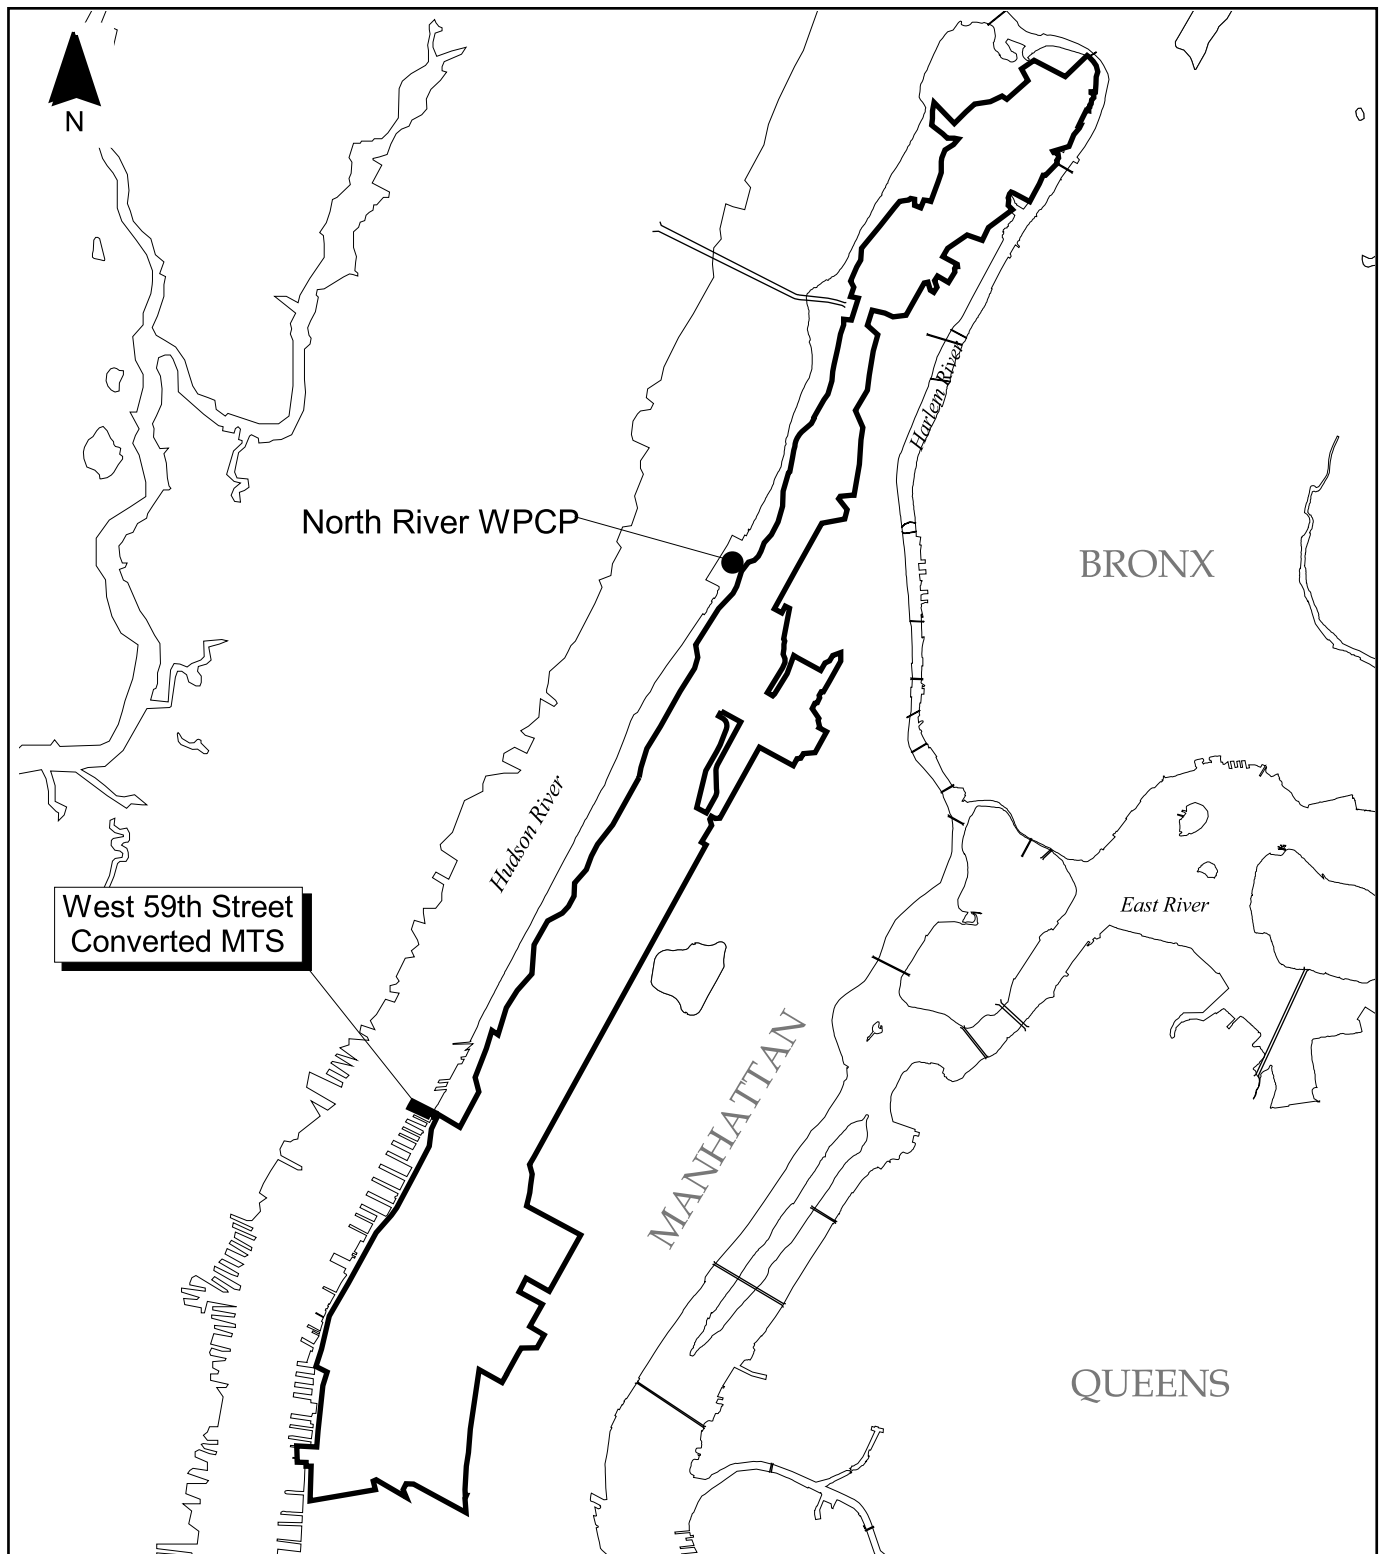 N
Harlem River
North River WPCP
BRONX
Hudson River
West 59th Street
Converted MTS
East River
MANHATTAN
QUEENS